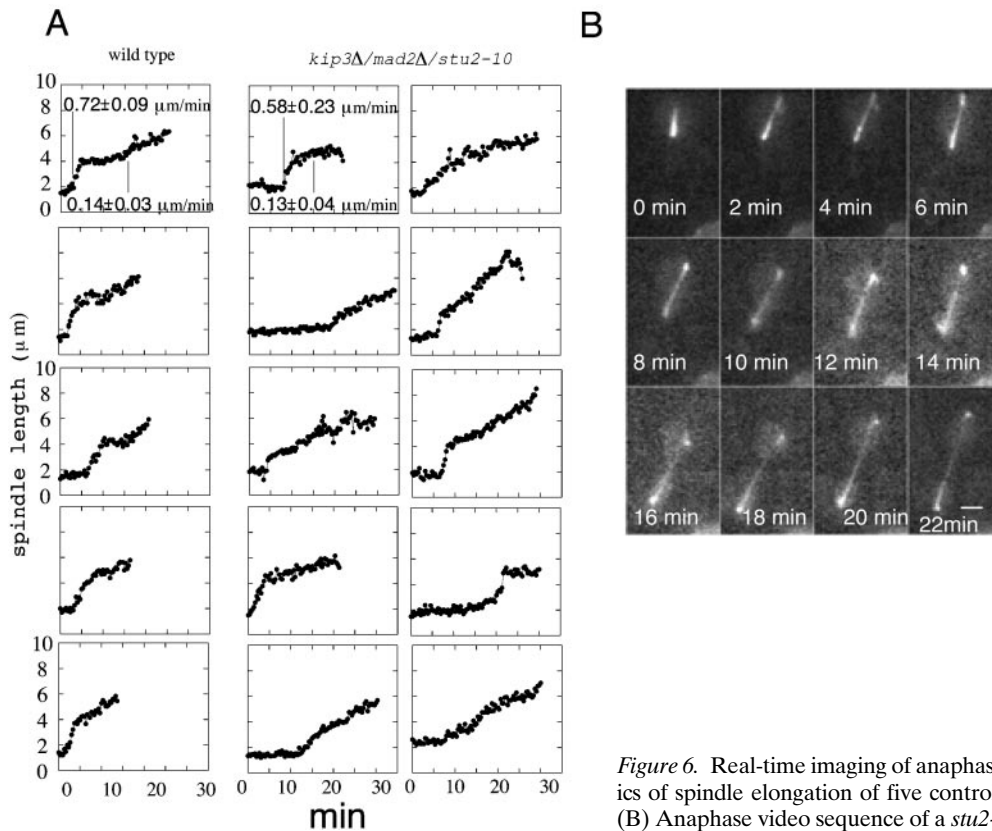 A
B
wild type
kip3Δ/mad2Δ/stu2-10
10
8
6
4
2
0
0.72±0.09 μm/min
0.14±0.03 μm/min
0.58±0.23 μm/min
0.13±0.04 μm/min
10
8
6
4
2
0
10
8
6
4
2
0
spindle length (μm)
0 10 20 30
0 10 20 30
0 10 20 30
min
0 min
2 min
4 min
6 min
8 min
10 min
12 min
14 min
16 min
18 min
20 min
22min
Figure 6. Real-time imaging of anaphas
ics of spindle elongation of five contro
(B) Anaphase video sequence of a stu2-